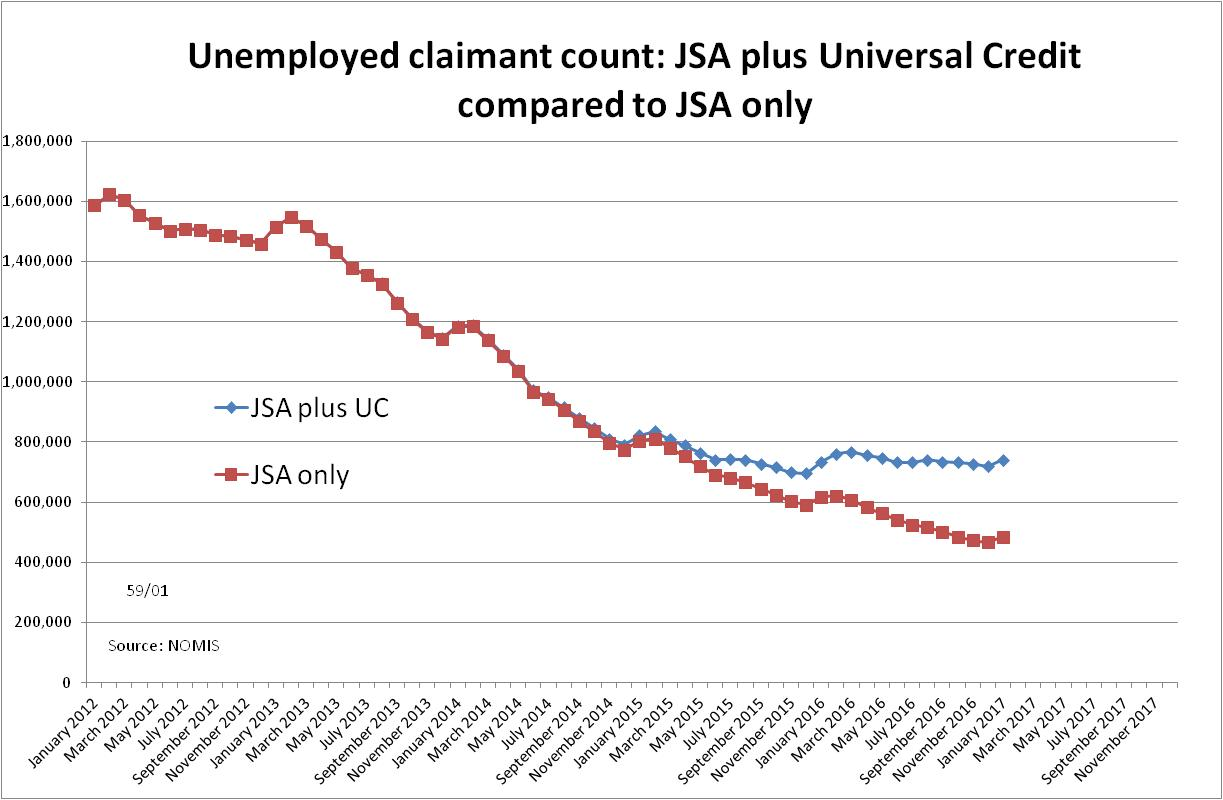 Unemployed claimant count: JSA plus Universal Credit
compared to JSA only
1,800,000
1,600,000
1,400,000
1,200,000
1,000,000
800,000
600,000
400,000
200,000
0
JSA plus UC
JSA only
59/01
Source: NOMIS
January 2012
March 2012
May 2012
July 2012
September 2012
November 2012
January 2013
March 2013
May 2013
July 2013
September 2013
November 2013
January 2014
March 2014
May 2014
July 2014
September 2014
November 2014
January 2015
March 2015
May 2015
July 2015
September 2015
November 2015
January 2016
March 2016
May 2016
July 2016
September 2016
November 2016
January 2017
March 2017
May 2017
July 2017
September 2017
November 2017